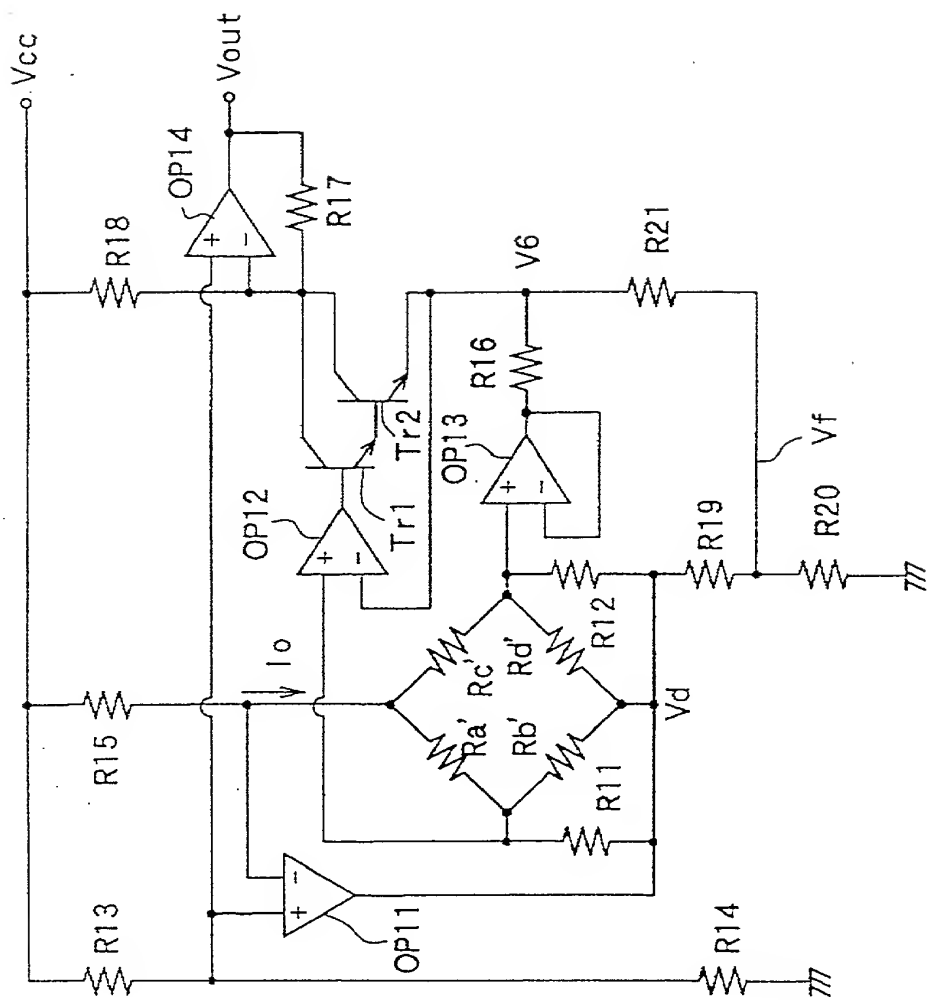 Vcc
Vout
OP14
+
−
R17
R18
V6
R21
R16
Tr2
Tr1
OP12
+
−
OP13
+
−
Vf
R19
R20
R12
Io
Rc'
Rd'
Ra'
Rb'
Vd
R15
R11
−
+
OP11
R13
R14